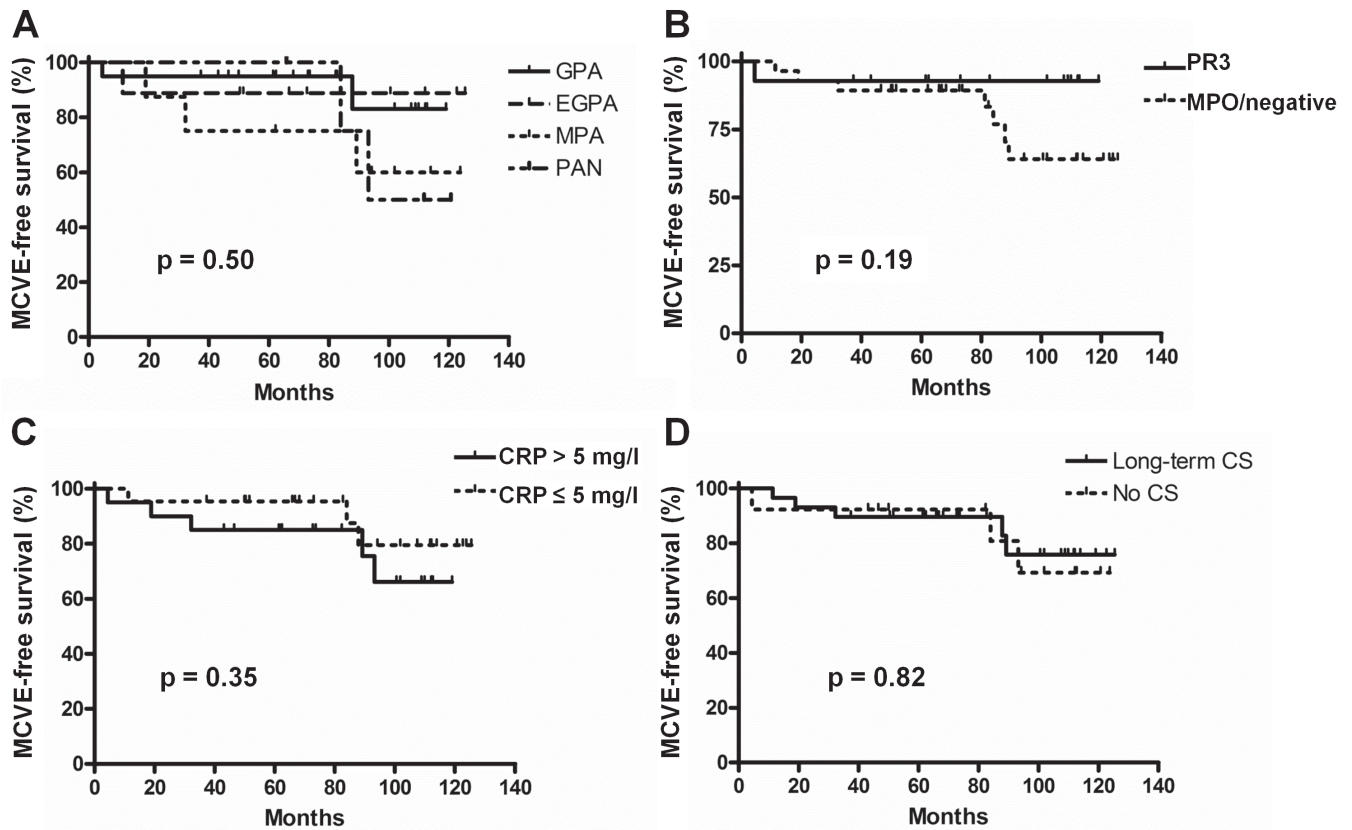 A
MCVE-free survival (%)
100
80
60
40
20
0
0 20 40 60 80 100 120 140
Months
GPA
EGPA
MPA
PAN
p = 0.50
B
MCVE-free survival (%)
100
75
50
25
0
0 20 40 60 80 100 120 140
Months
PR3
MPO/negative
p = 0.19
C
MCVE-free survival (%)
100
80
60
40
20
0
0 20 40 60 80 100 120 140
Months
CRP > 5 mg/l
CRP ≤ 5 mg/l
p = 0.35
D
MCVE-free survival (%)
100
80
60
40
20
0
0 20 40 60 80 100 120 140
Months
Long-term CS
No CS
p = 0.82